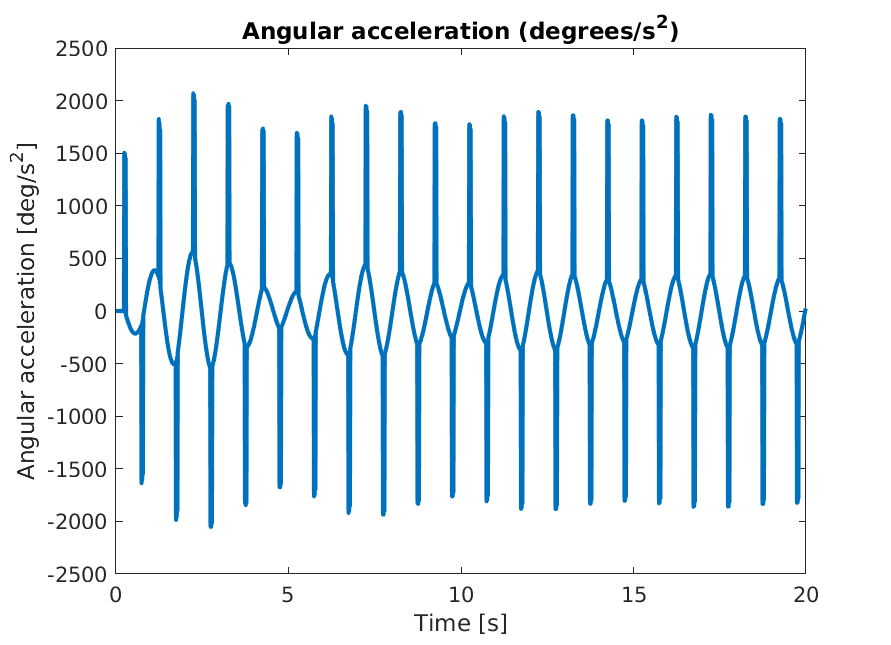 Angular acceleration (degrees/s²)
Angular acceleration [deg/s²]
2500
2000
1500
1000
500
0
-500
-1000
-1500
-2000
-2500
0 5 10 15 20
Time [s]